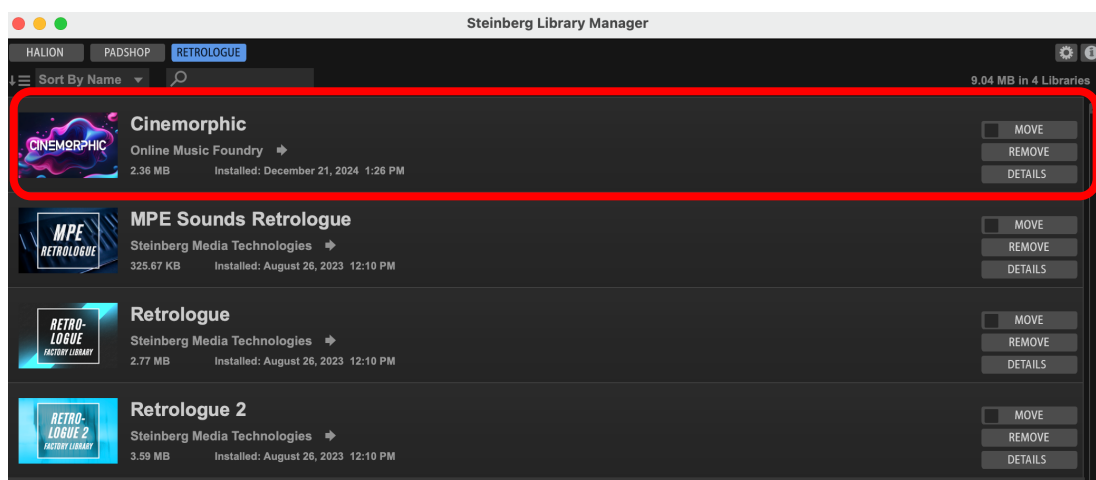 Steinberg Library Manager
HALION PADSHOP RETROLOGUE
Sort By Name
9.04 MB in 4 Libraries
CINEMORPHIC
Cinemorphic
Online Music Foundry
2.36 MB Installed: December 21, 2024 1:26 PM
MOVE
REMOVE
DETAILS
MPE
RETROLOGUE
MPE Sounds Retrologue
Steinberg Media Technologies
325.67 KB Installed: August 26, 2023 12:10 PM
MOVE
REMOVE
DETAILS
RETRO-
LOGUE
FACTORY LIBRARY
Retrologue
Steinberg Media Technologies
2.77 MB Installed: August 26, 2023 12:10 PM
MOVE
REMOVE
DETAILS
RETRO-
LOGUE 2
FACTORY LIBRARY
Retrologue 2
Steinberg Media Technologies
3.59 MB Installed: August 26, 2023 12:10 PM
MOVE
REMOVE
DETAILS